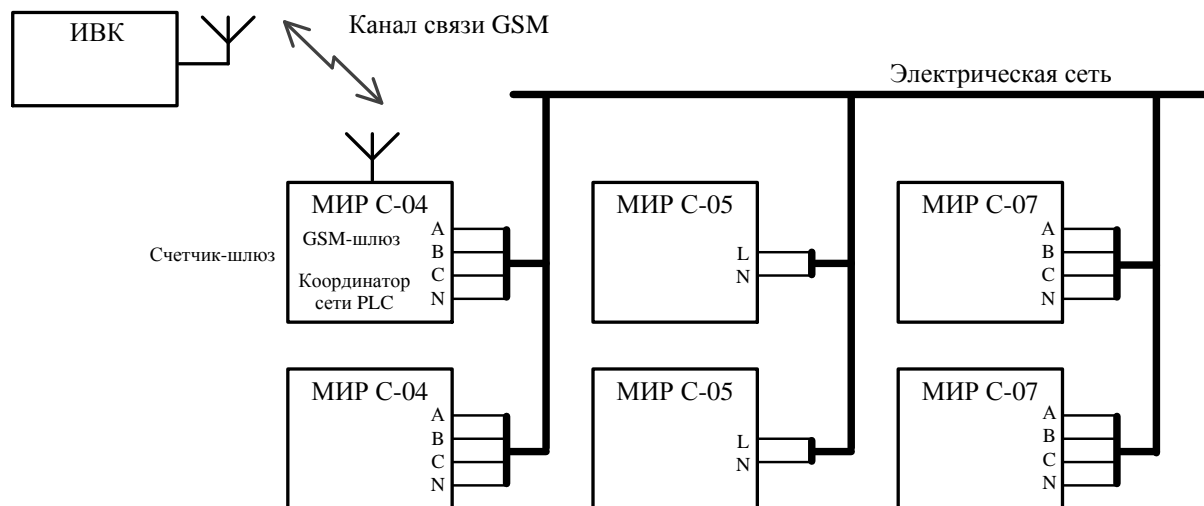 ИВК
Канал связи GSM
Электрическая сеть
МИР С-04
GSM-шлюз
Координатор
сети PLC
A
B
C
N
Счетчик-шлюз
МИР С-05
L
N
МИР С-07
A
B
C
N
МИР С-04
A
B
C
N
МИР С-05
L
N
МИР С-07
A
B
C
N